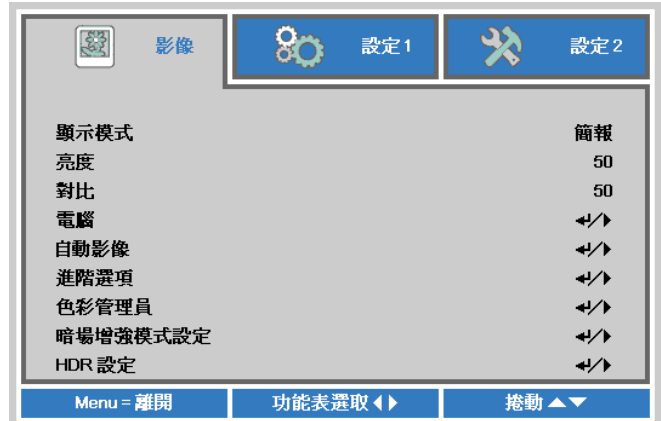 影像 設定1 設定2
顯示模式 簡報
亮度 50
對比 50
電腦 ↵/▶
自動影像 ↵/▶
進階選項 ↵/▶
色彩管理員 ↵/▶
暗場增強模式設定 ↵/▶
HDR 設定 ↵/▶
Menu = 離開 功能表選取◀▶ 捲動▲▼